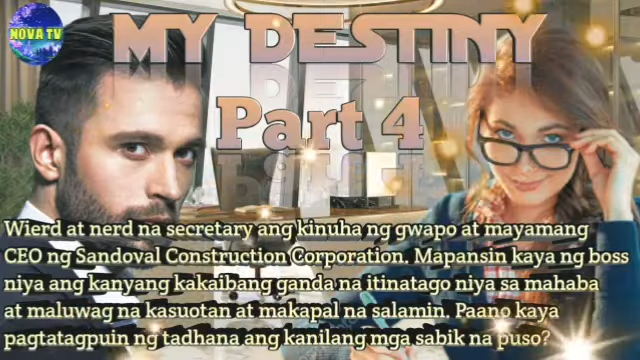 NOVA TV
MY DESTINY
Part 4
Wierd at nerd na secretary ang kinuha ng gwapo at mayamang
CEO ng Sandoval Construction Corporation. Mapansin kaya ng boss
niya ang kanyang kakaibang ganda na itinatago niya sa mahaba
at maluwag na kasuotan at makapal na salamin. Paano kaya
pagtatagpuin ng tadhana ang kanilang mga sabik na puso?